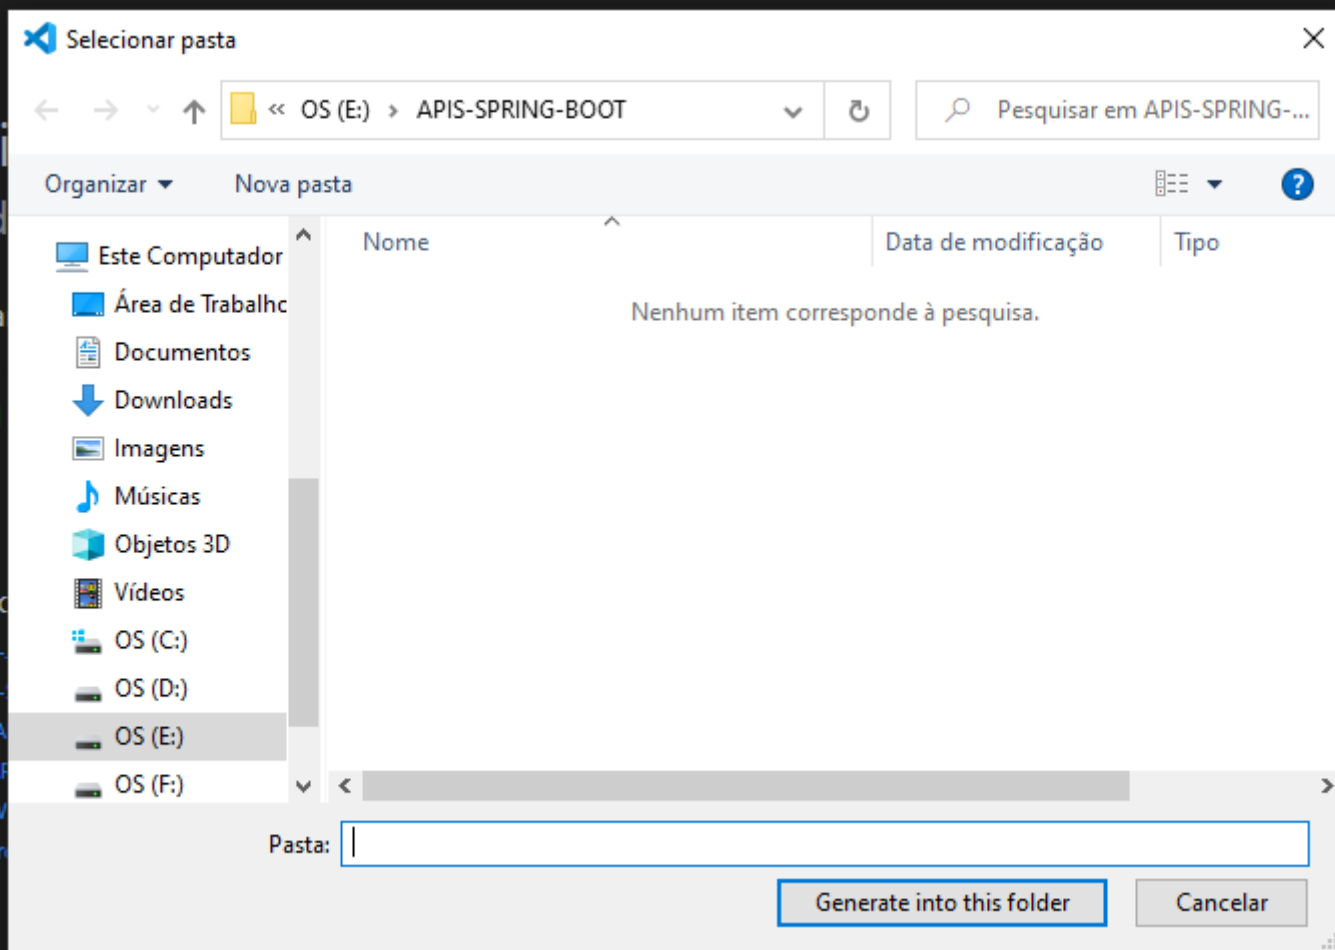 Selecionar pasta
« OS (E:) › APIS-SPRING-BOOT
Pesquisar em APIS-SPRING-...
Organizar
Nova pasta
?
Este Computador
Nome
Data de modificação
Tipo
Área de Trabalho
Nenhum item corresponde à pesquisa.
Documentos
Downloads
Imagens
Músicas
Objetos 3D
Vídeos
OS (C:)
OS (D:)
OS (E:)
OS (F:)
Pasta:
Generate into this folder
Cancelar